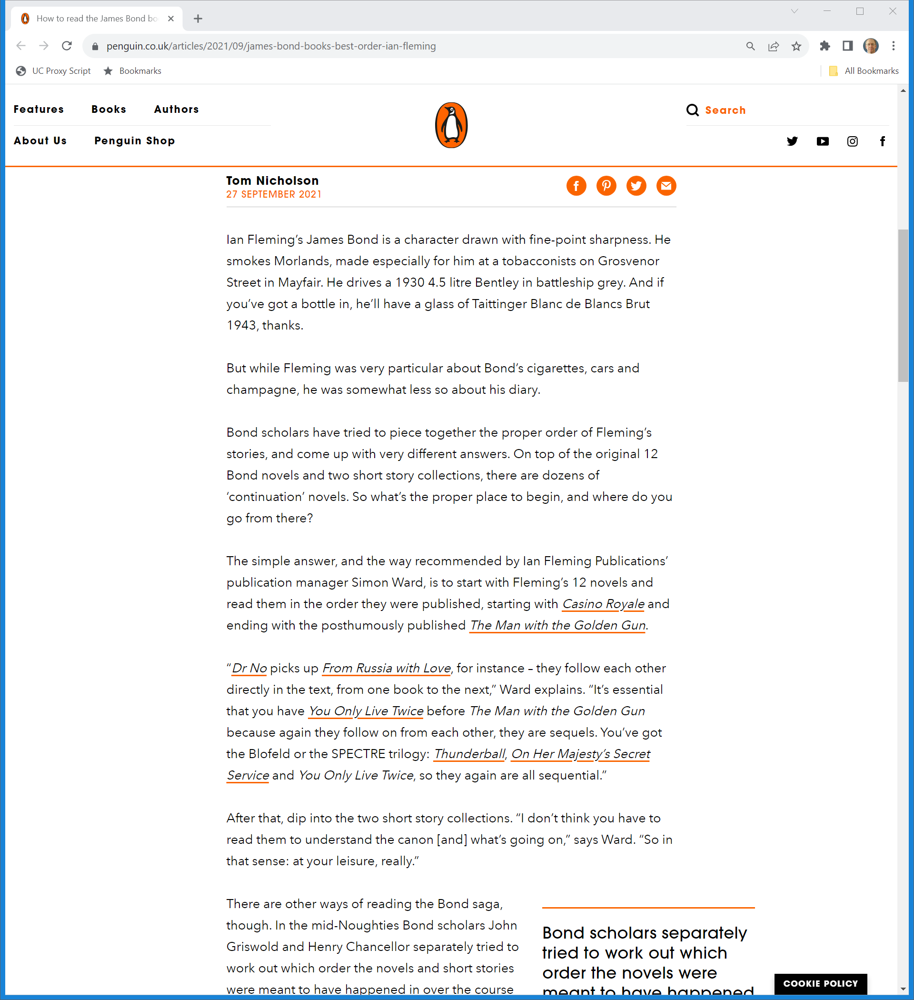 How to read the James Bond bo
penguin.co.uk/articles/2021/09/james-bond-books-best-order-ian-fleming
UC Proxy Script
Bookmarks
All Bookmarks
Features
Books
Authors
Search
About Us
Penguin Shop
Tom Nicholson
27 SEPTEMBER 2021
Ian Fleming’s James Bond is a character drawn with fine-point sharpness. He
smokes Morlands, made especially for him at a tobacconists on Grosvenor
Street in Mayfair. He drives a 1930 4.5 litre Bentley in battleship grey. And if
you’ve got a bottle in, he’ll have a glass of Taittinger Blanc de Blancs Brut
1943, thanks.
But while Fleming was very particular about Bond’s cigarettes, cars and
champagne, he was somewhat less so about his diary.
Bond scholars have tried to piece together the proper order of Fleming’s
stories, and come up with very different answers. On top of the original 12
Bond novels and two short story collections, there are dozens of
‘continuation’ novels. So what’s the proper place to begin, and where do you
go from there?
The simple answer, and the way recommended by Ian Fleming Publications’
publication manager Simon Ward, is to start with Fleming’s 12 novels and
read them in the order they were published, starting with Casino Royale and
ending with the posthumously published The Man with the Golden Gun.
“Dr No picks up From Russia with Love, for instance – they follow each other
directly in the text, from one book to the next,” Ward explains. “It’s essential
that you have You Only Live Twice before The Man with the Golden Gun
because again they follow on from each other, they are sequels. You’ve got
the Blofeld or the SPECTRE trilogy: Thunderball, On Her Majesty’s Secret
Service and You Only Live Twice, so they again are all sequential.”
After that, dip into the two short story collections. “I don’t think you have to
read them to understand the canon [and] what’s going on,” says Ward. “So in
that sense: at your leisure, really.”
There are other ways of reading the Bond saga,
though. In the mid-Noughties Bond scholars John
Griswold and Henry Chancellor separately tried to
work out which order the novels and short stories
were meant to have happened in over the course
Bond scholars separately
tried to work out which
order the novels were
meant to have happened
COOKIE POLICY